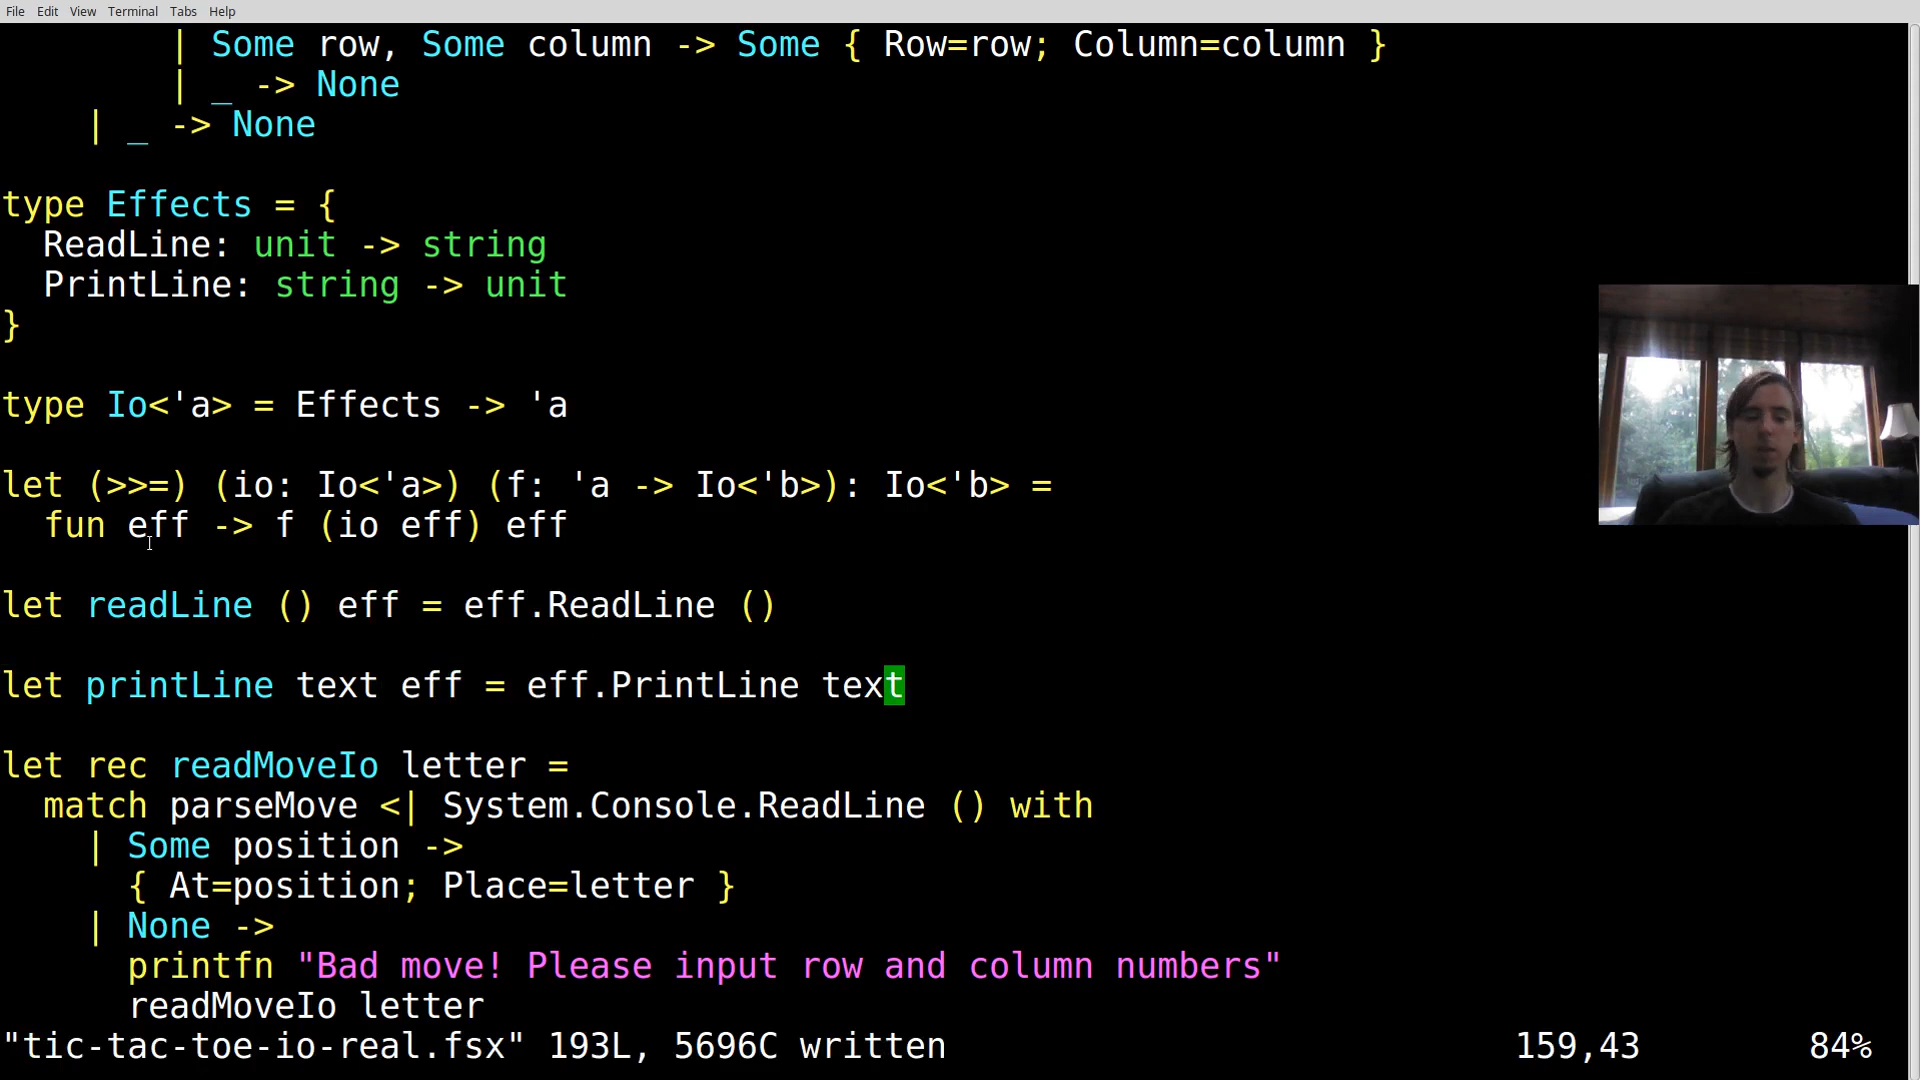 File Edit View Terminal Tabs Help
| Some row, Some column -> Some { Row=row; Column=column }
| _ -> None
| _ -> None
type Effects = {
ReadLine: unit -> string
PrintLine: string -> unit
}
type Io<'a> = Effects -> 'a
let (>>=) (io: Io<'a>) (f: 'a -> Io<'b>): Io<'b> =
fun eff -> f (io eff) eff
let readLine () eff = eff.ReadLine ()
let printLine text eff = eff.PrintLine text
let rec readMoveIo letter =
match parseMove <| System.Console.ReadLine () with
| Some position ->
{ At=position; Place=letter }
| None ->
printfn "Bad move! Please input row and column numbers"
readMoveIo letter
"tic-tac-toe-io-real.fsx" 193L, 5696C written 159,43 84%